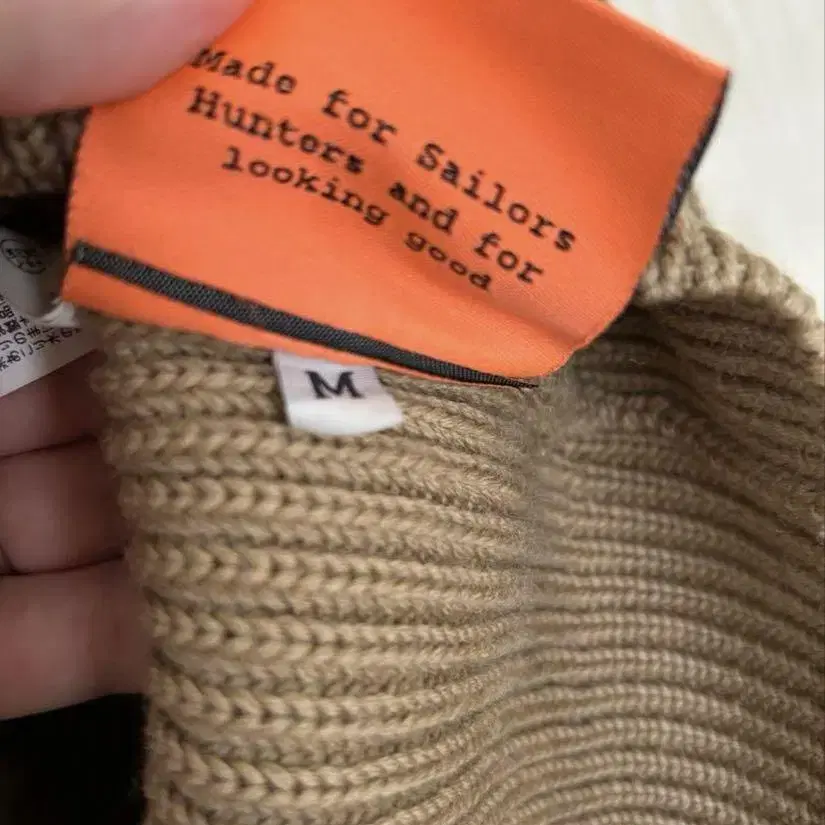 Made for Sailors
Hunters and for
looking good
M